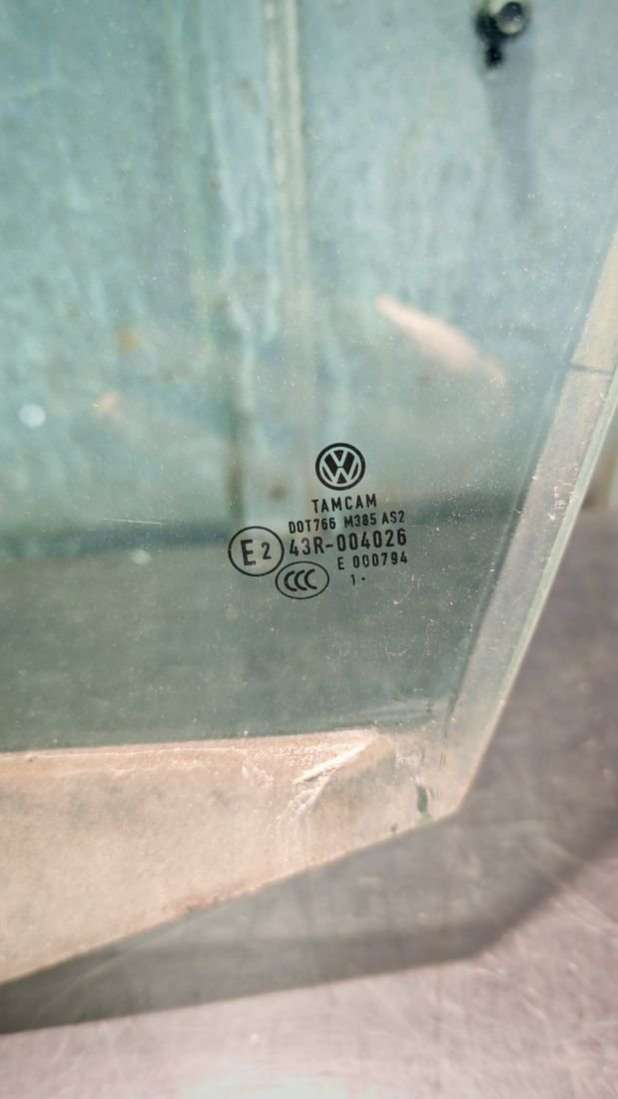 TAMCAM
DOT766 M385 AS2
E2 43R-004026
E 000794
CCC
1·